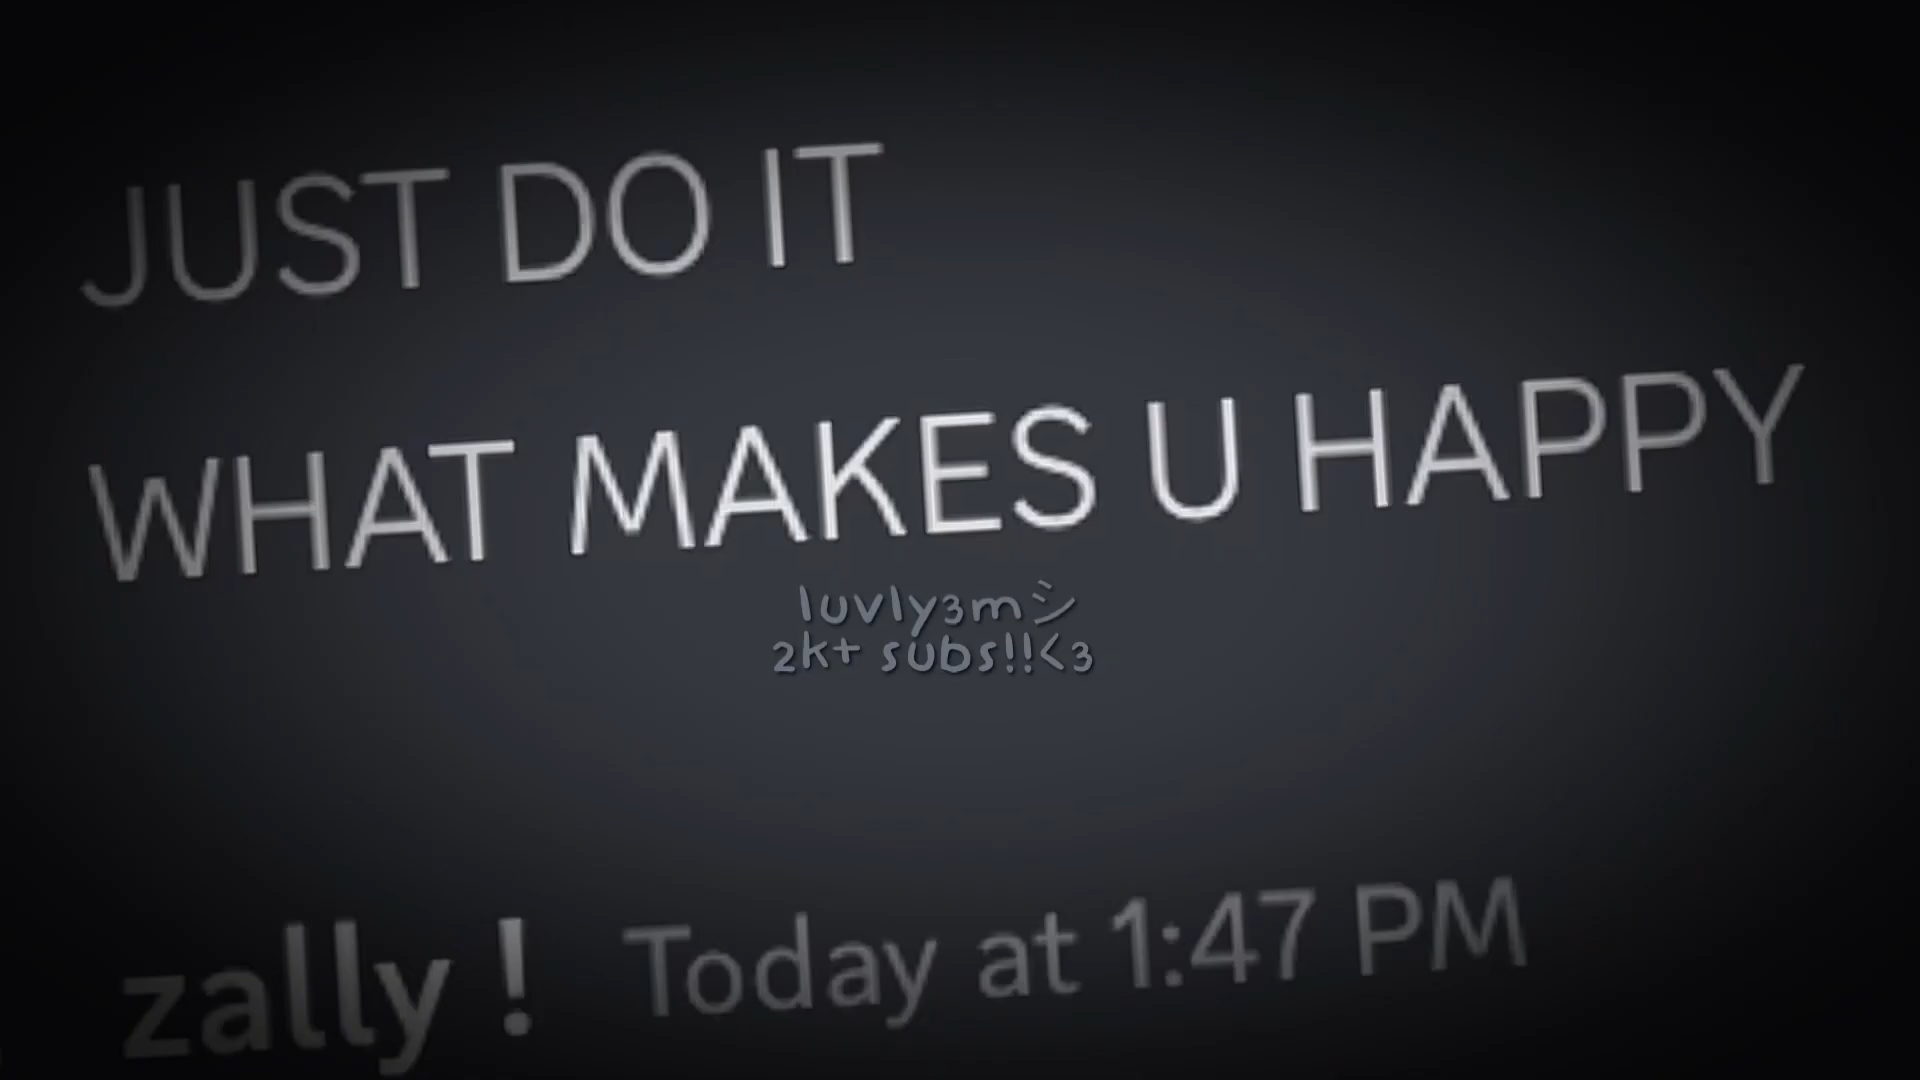 JUST DO IT
WHAT MAKES U HAPPY
luvly3mシ
2k+ subs!!<3
zally ! Today at 1:47 PM